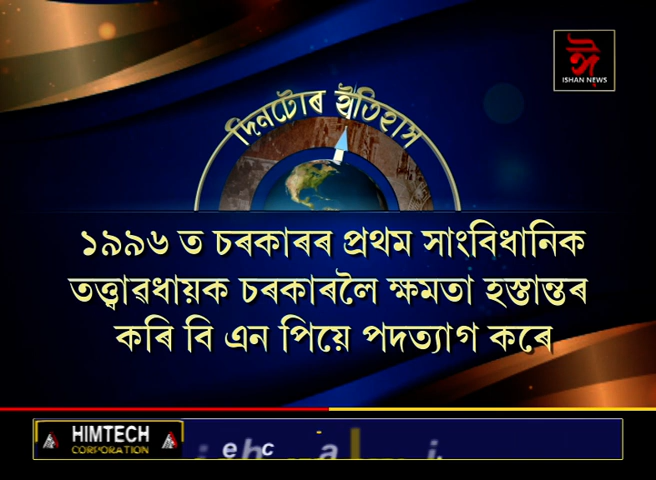 ঈ
ISHAN NEWS
দিনটোৰ ইতিহাস
১৯৯৬ ত চৰকাৰৰ প্ৰথম সাংবিধানিক
তত্ত্বাৱধায়ক চৰকাৰলৈ ক্ষমতা হস্তান্তৰ
কৰি বি এন পিয়ে পদত্যাগ কৰে
HIMTECH
CORPORATION